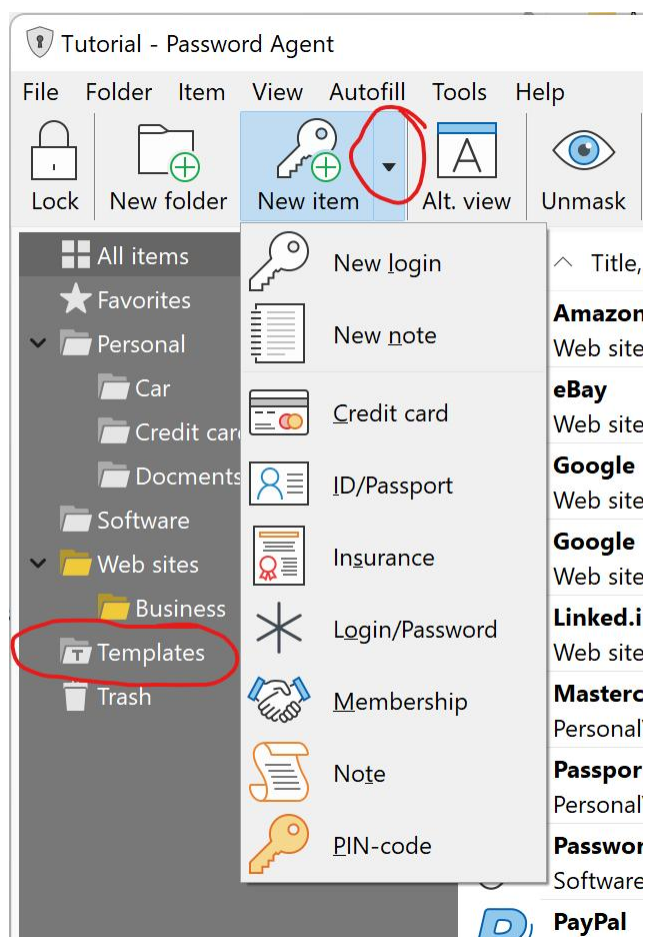 Tutorial - Password Agent
File Folder Item View Autofill Tools Help
Lock New folder New item Alt. view Unmask
All items
Favorites
Personal
Car
Credit car
Docments
Software
Web sites
Business
Templates
Trash
New login
New note
Credit card
ID/Passport
Insurance
Login/Password
Membership
Note
PIN-code
Title,
Amazon
Web site
eBay
Web site
Google
Web site
Google
Web site
Linked.i
Web site
Masterc
Personal
Passpor
Personal
Passwor
Software
PayPal